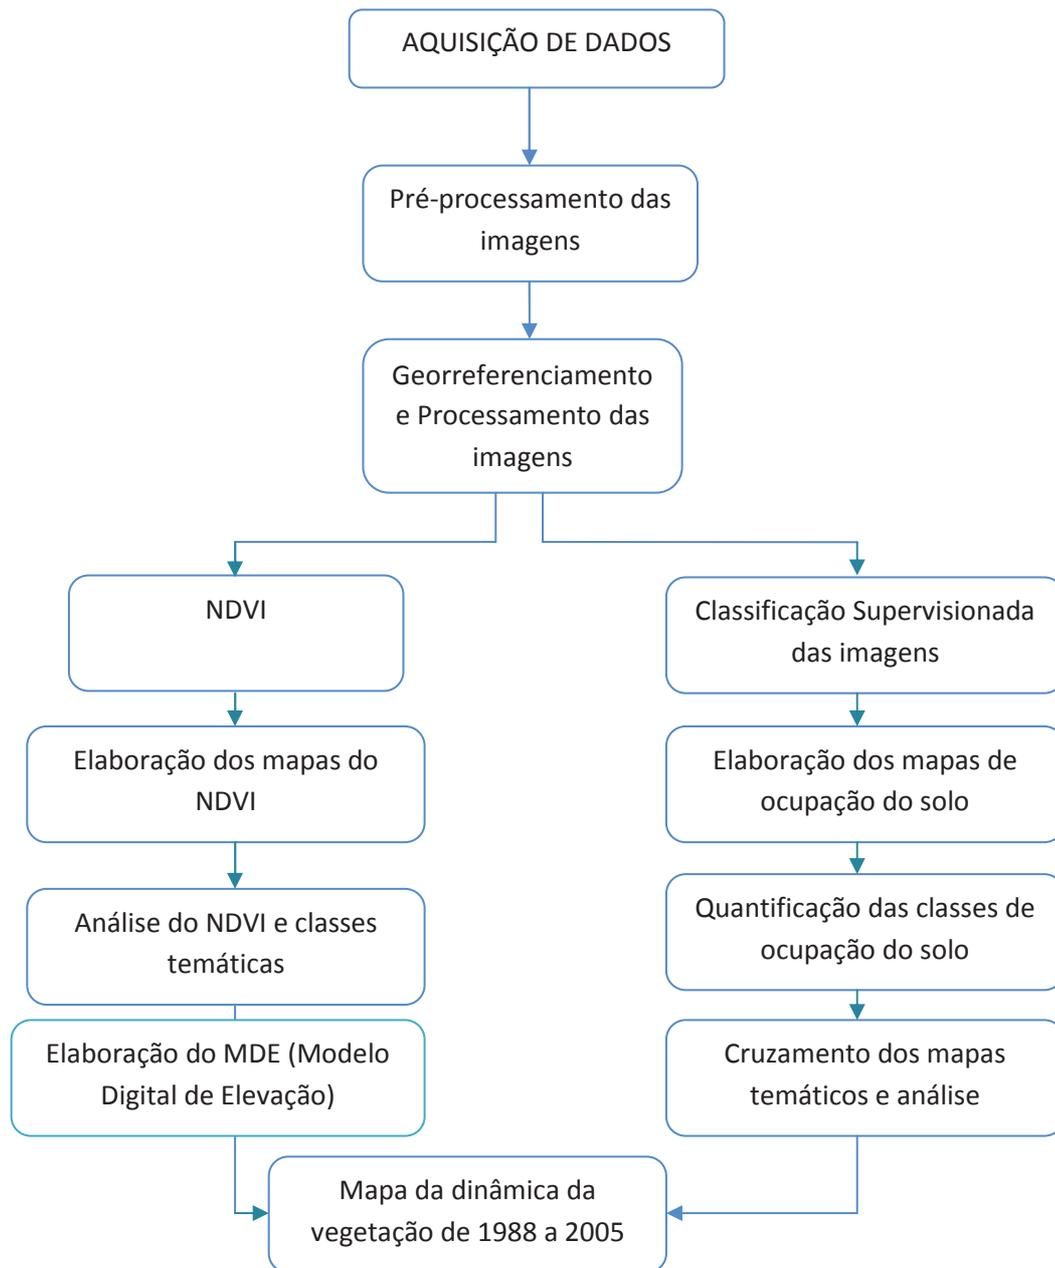 AQUISIÇÃO DE DADOS
Pré-processamento das
imagens
Georreferenciamento
e Processamento das
imagens
NDVI
Elaboração dos mapas do
NDVI
Análise do NDVI e classes
temáticas
Elaboração do MDE (Modelo
Digital de Elevação)
Classificação Supervisionada
das imagens
Elaboração dos mapas de
ocupação do solo
Quantificação das classes de
ocupação do solo
Cruzamento dos mapas
temáticos e análise
Mapa da dinâmica da
vegetação de 1988 a 2005